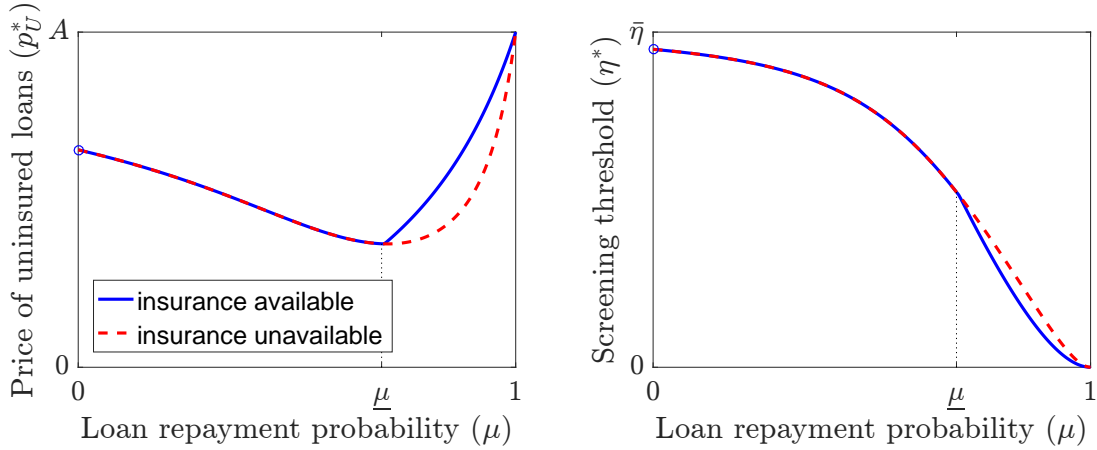 Price of uninsured loans (p*_U)
A
0
insurance available
insurance unavailable
0
μ
1
Loan repayment probability (μ)
Screening threshold (η*)
η̄
0
0
μ
1
Loan repayment probability (μ)